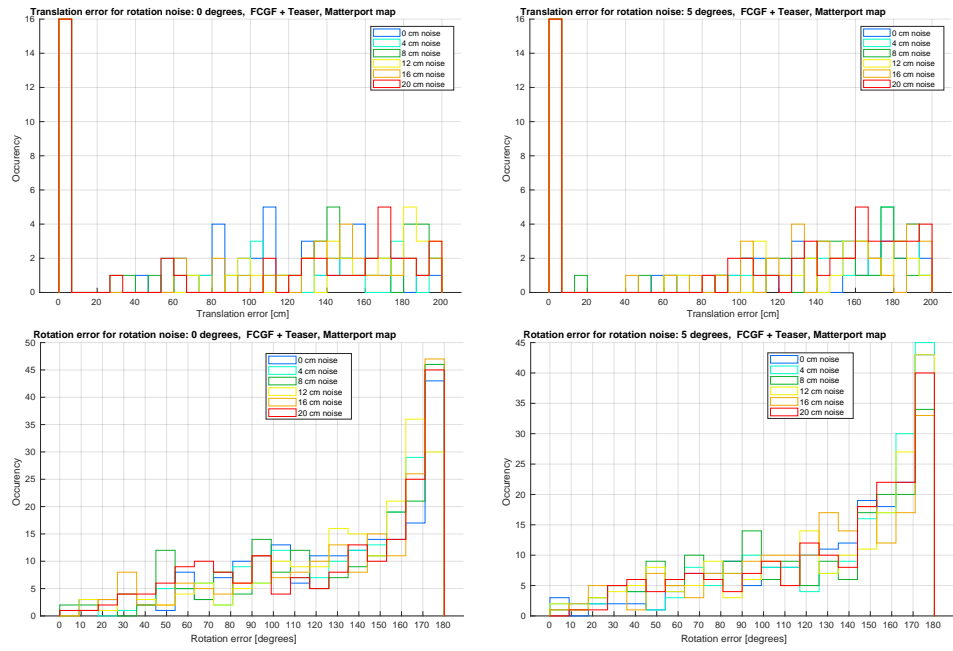 Translation error for rotation noise: 0 degrees, FCGF + Teaser, Matterport map
16
14
12
10
8
6
4
2
0
Occurency
0 20 40 60 80 100 120 140 160 180 200
Translation error [cm]
0 cm noise
4 cm noise
8 cm noise
12 cm noise
16 cm noise
20 cm noise
Translation error for rotation noise: 5 degrees, FCGF + Teaser, Matterport map
16
14
12
10
8
6
4
2
0
Occurency
0 20 40 60 80 100 120 140 160 180 200
Translation error [cm]
0 cm noise
4 cm noise
8 cm noise
12 cm noise
16 cm noise
20 cm noise
Rotation error for rotation noise: 0 degrees, FCGF + Teaser, Matterport map
50
45
40
35
30
25
20
15
10
5
0
Occurency
0 10 20 30 40 50 60 70 80 90 100 110 120 130 140 150 160 170 180
Rotation error [degrees]
0 cm noise
4 cm noise
8 cm noise
12 cm noise
16 cm noise
20 cm noise
Rotation error for rotation noise: 5 degrees, FCGF + Teaser, Matterport map
45
40
35
30
25
20
15
10
5
0
Occurency
0 10 20 30 40 50 60 70 80 90 100 110 120 130 140 150 160 170 180
Rotation error [degrees]
0 cm noise
4 cm noise
8 cm noise
12 cm noise
16 cm noise
20 cm noise